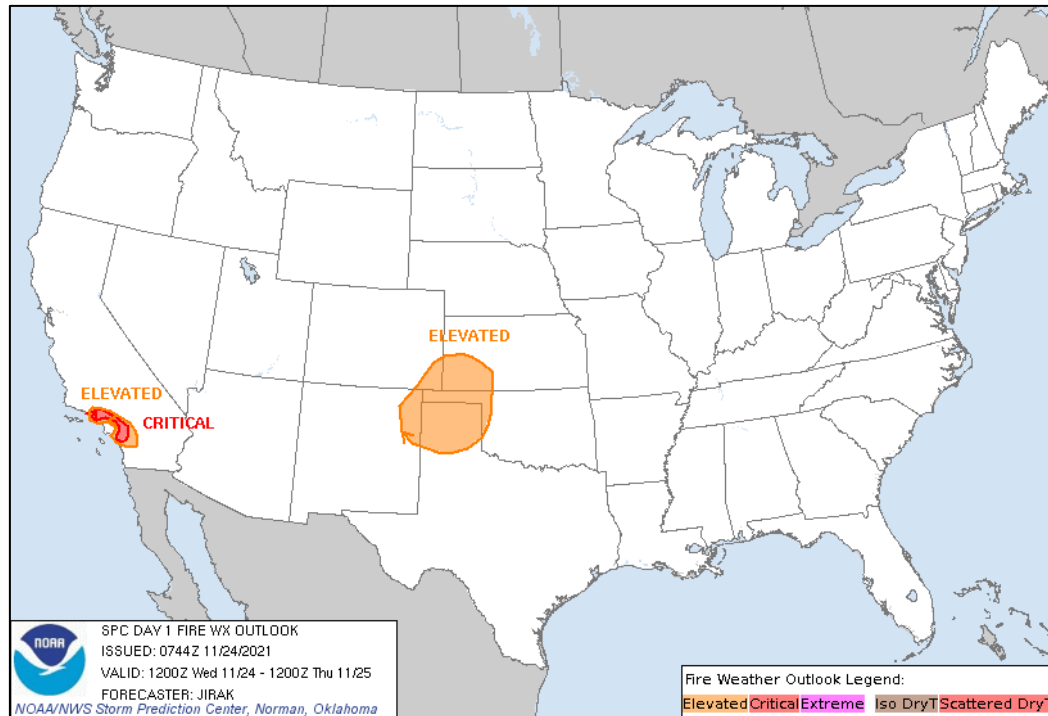 ELEVATED
ELEVATED
CRITICAL
NOAA
SPC DAY 1 FIRE WX OUTLOOK
ISSUED: 0744Z 11/24/2021
VALID: 1200Z Wed 11/24 - 1200Z Thu 11/25
FORECASTER: JIRAK
NOAA/NWS Storm Prediction Center, Norman, Oklahoma
Fire Weather Outlook Legend:
Elevated Critical Extreme Iso DryT Scattered DryT